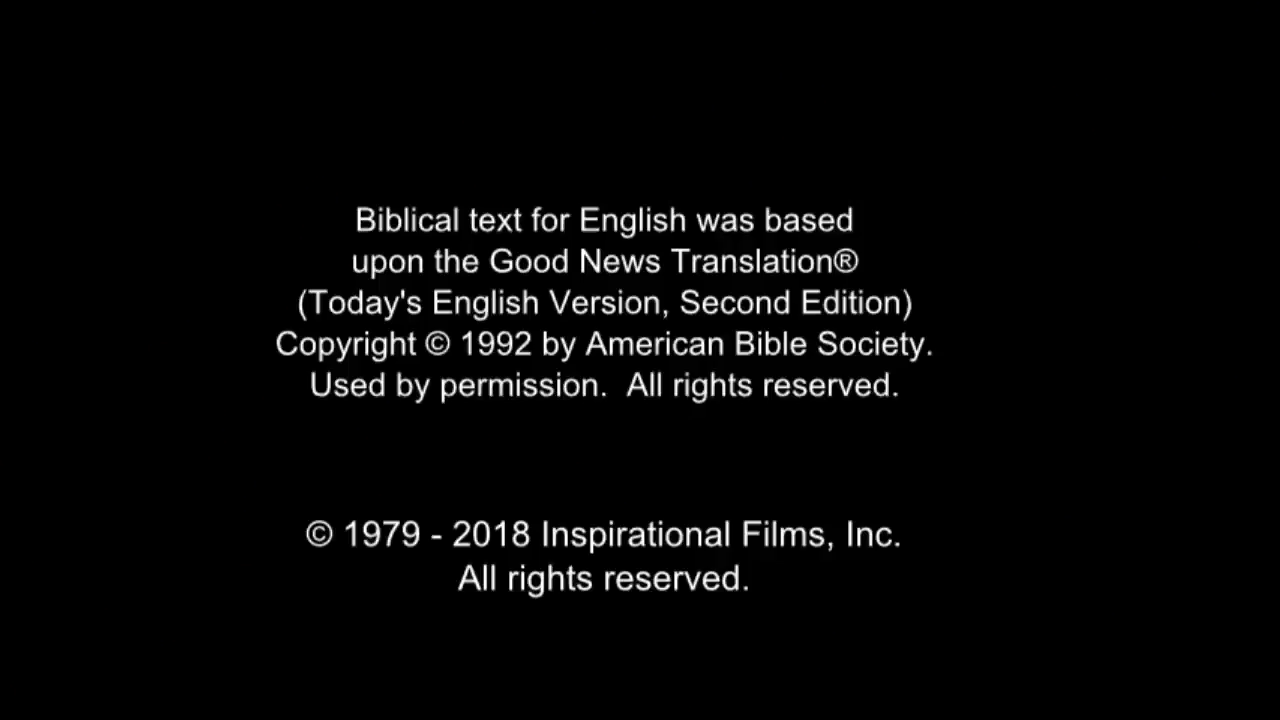 Biblical text for English was based
upon the Good News Translation®
(Today's English Version, Second Edition)
Copyright © 1992 by American Bible Society.
Used by permission.  All rights reserved.
© 1979 - 2018 Inspirational Films, Inc.
All rights reserved.